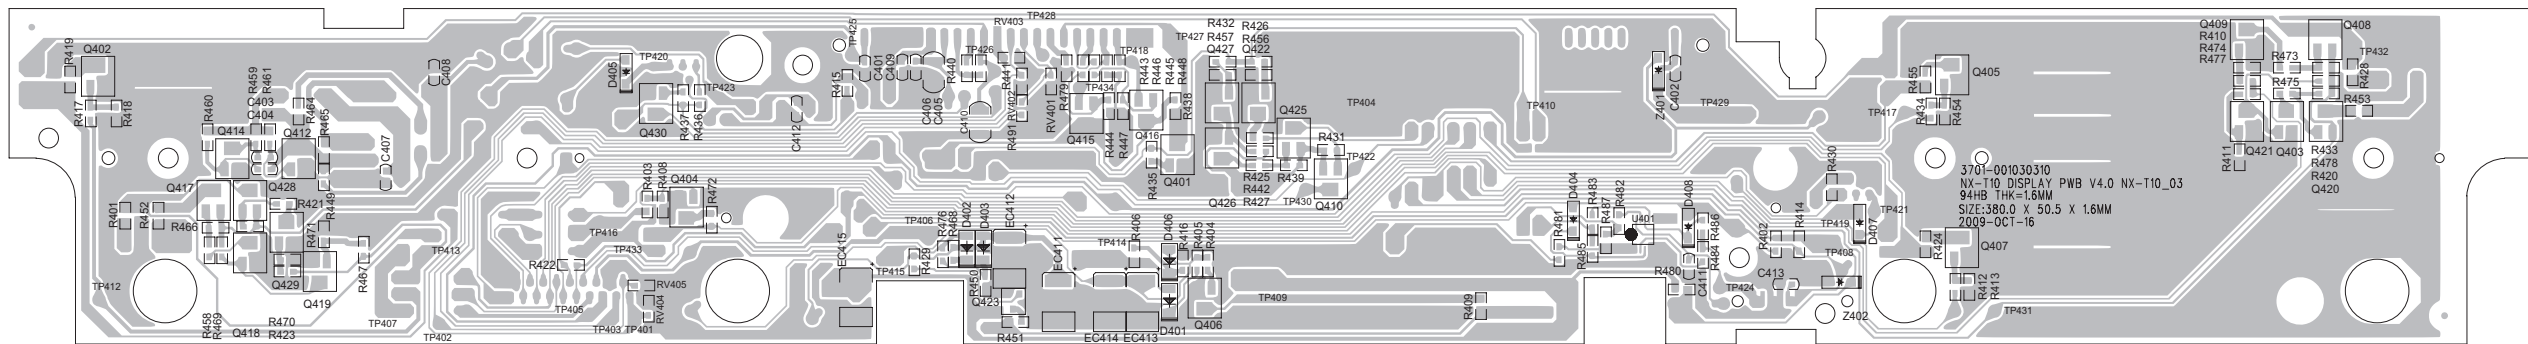 R419
Q402
R417
R418
R459
R461
C403
C404
R460
R464
R465
Q414
Q412
C407
C408
Q417
Q428
R401
R452
R466
R421
R449
R471
R467
TP412
Q429
Q419
R458
R469
Q418
R470
R423
TP407
TP402
TP413
D405
TP420
Q430
R437
R436
TP423
C412
R415
TP425
C401
C409
C406
C405
R440
TP426
C410
RV403
R441
RV402
R491
TP428
RV401
R479
TP418
TP434
R443
R446
R445
R448
R438
Q415
R444
R447
Q416
R435
Q401
TP427
R432
R457
Q427
R426
R456
Q422
Q425
R431
R425
R442
R427
R439
Q426
TP430
Q410
TP422
TP404
TP410
R403
R408
Q404
R472
TP416
TP433
R422
TP405
TP403
TP401
RV405
RV404
EC415
TP415
TP406
R429
R476
R468
D402
D403
EC412
R450
Q423
R451
EC411
TP414
R406
D406
R416
R405
R404
EC414
EC413
D401
Q406
TP409
R409
Z401
C402
TP429
D404
R483
R482
R487
U401
R481
R485
D408
R486
R484
R480
C411
R402
R414
R430
TP419
D407
TP421
TP408
C413
TP424
Z402
TP417
R455
Q405
R434
R454
3701-001030310
NX-T10 DISPLAY PWB V4.0 NX-T10_03
94HB THK=1.6MM
SIZE:380.0 X 50.5 X 1.6MM
2009-OCT-16
R424
Q407
R412
R413
TP431
Q409
R410
R474
R477
R473
R475
Q408
TP432
R428
R453
R411
Q421
Q403
R433
R478
R420
Q420